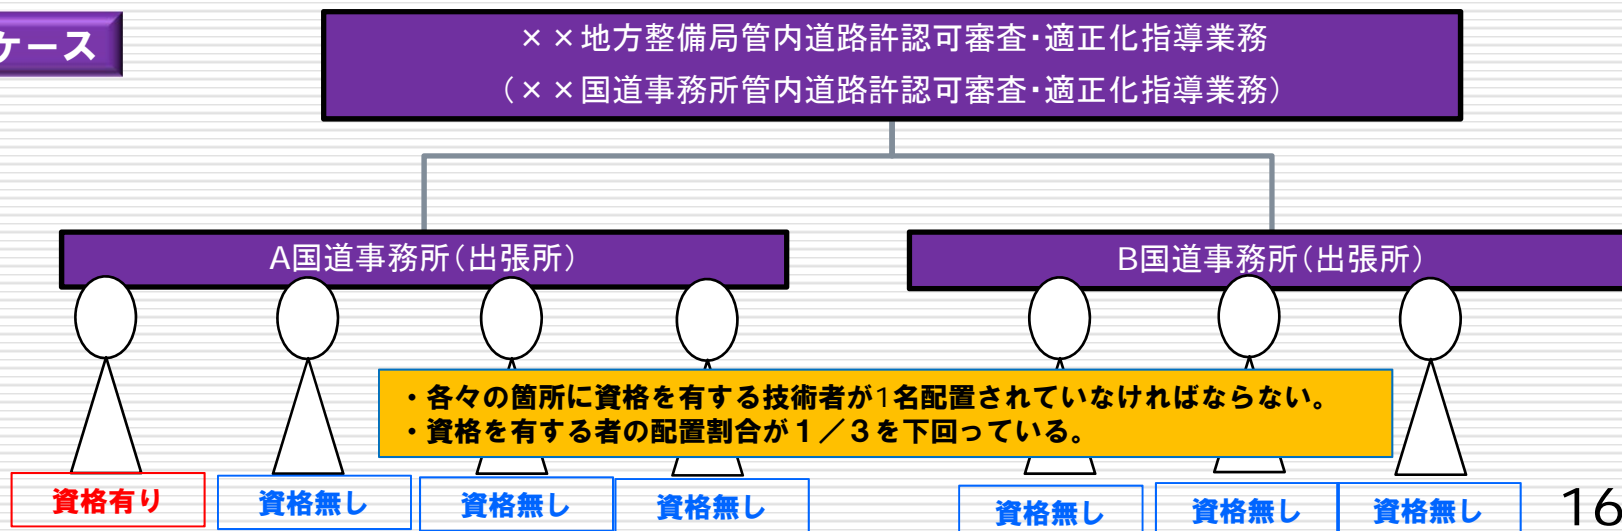 ケース
××地方整備局管内道路許認可審査・適正化指導業務
(××国道事務所管内道路許認可審査・適正化指導業務)
A国道事務所(出張所)
B国道事務所(出張所)
・各々の箇所に資格を有する技術者が1名配置されていなければならない。
・資格を有する者の配置割合が1/3を下回っている。
資格有り
資格無し
資格無し
資格無し
資格無し
資格無し
資格無し
16